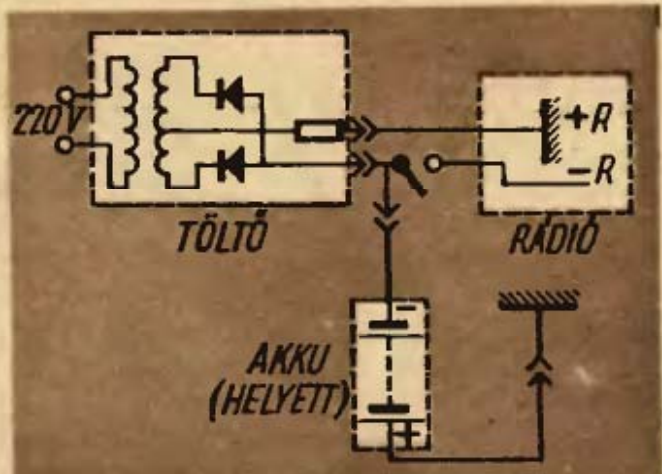 220V
TÖLTŐ
+R
-R
RÁDIÓ
-
AKKU
(HELYETT)
+